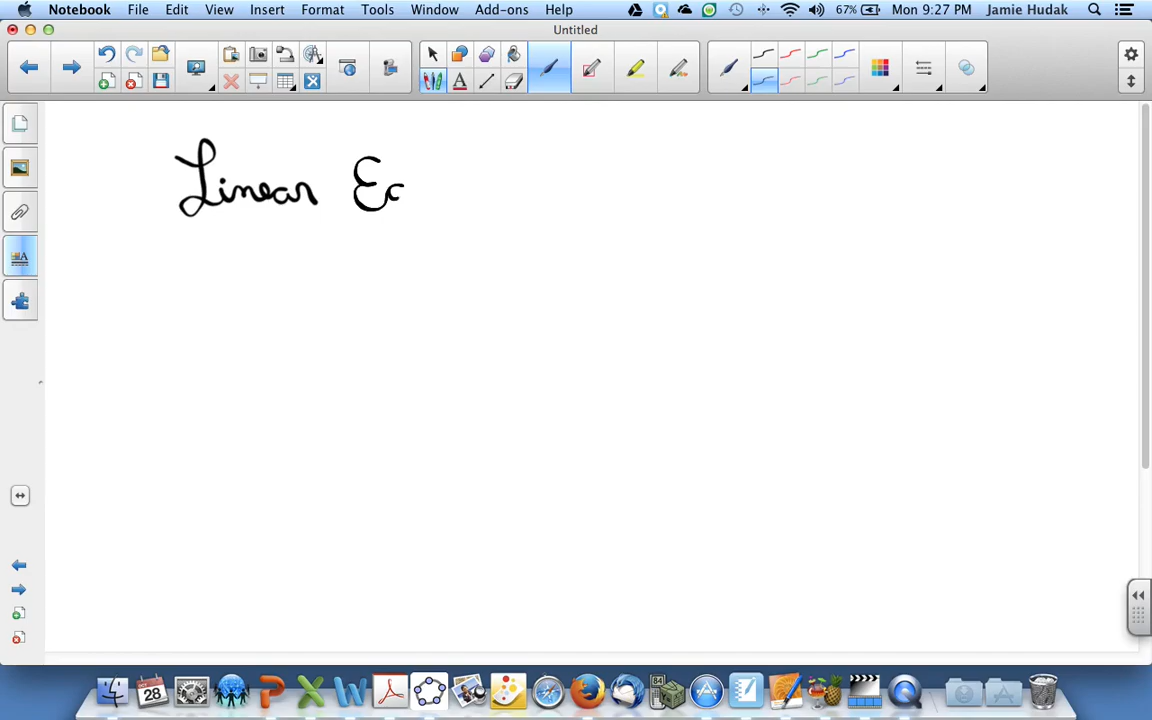 Notebook File Edit View Insert Format Tools Window Add-ons Help 67% Mon 9:27 PM Jamie Hudak
Untitled
Linear Ec